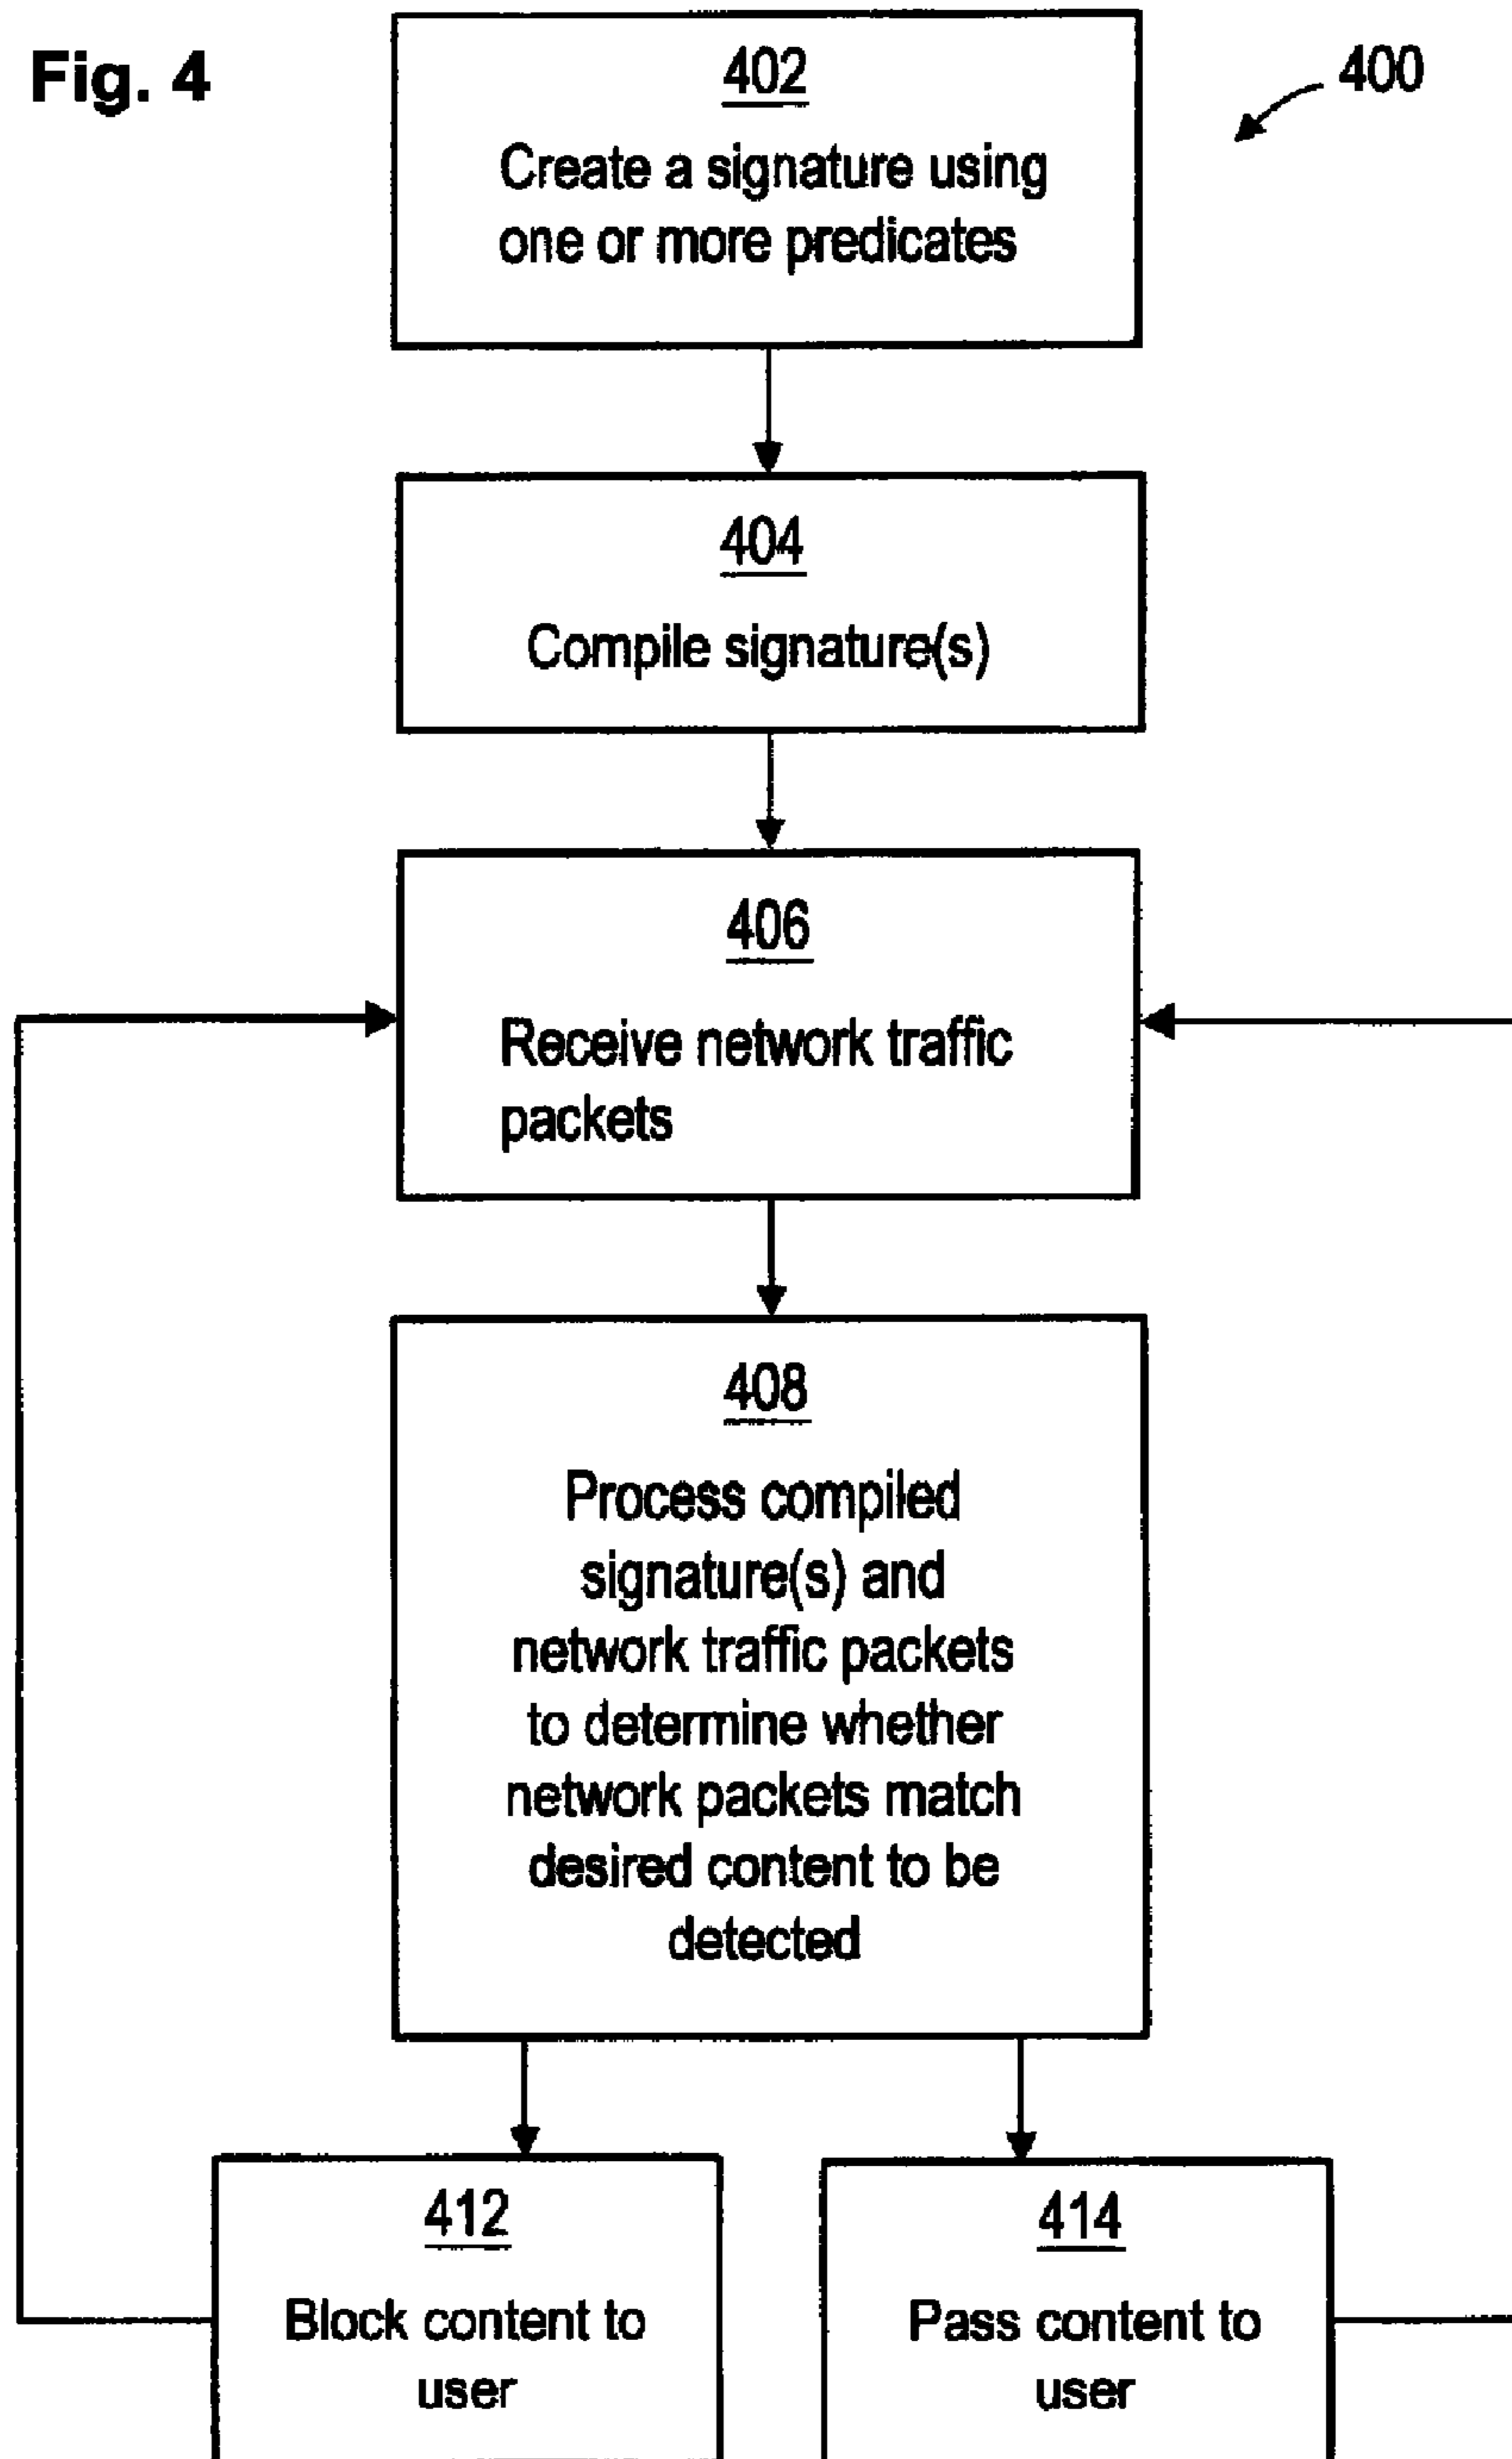 Fig. 4
400
402
Create a signature using
one or more predicates
404
Compile signature(s)
406
Receive network traffic
packets
408
Process compiled
signature(s) and
network traffic packets
to determine whether
network packets match
desired content to be
detected
412
Block content to
user
414
Pass content to
user